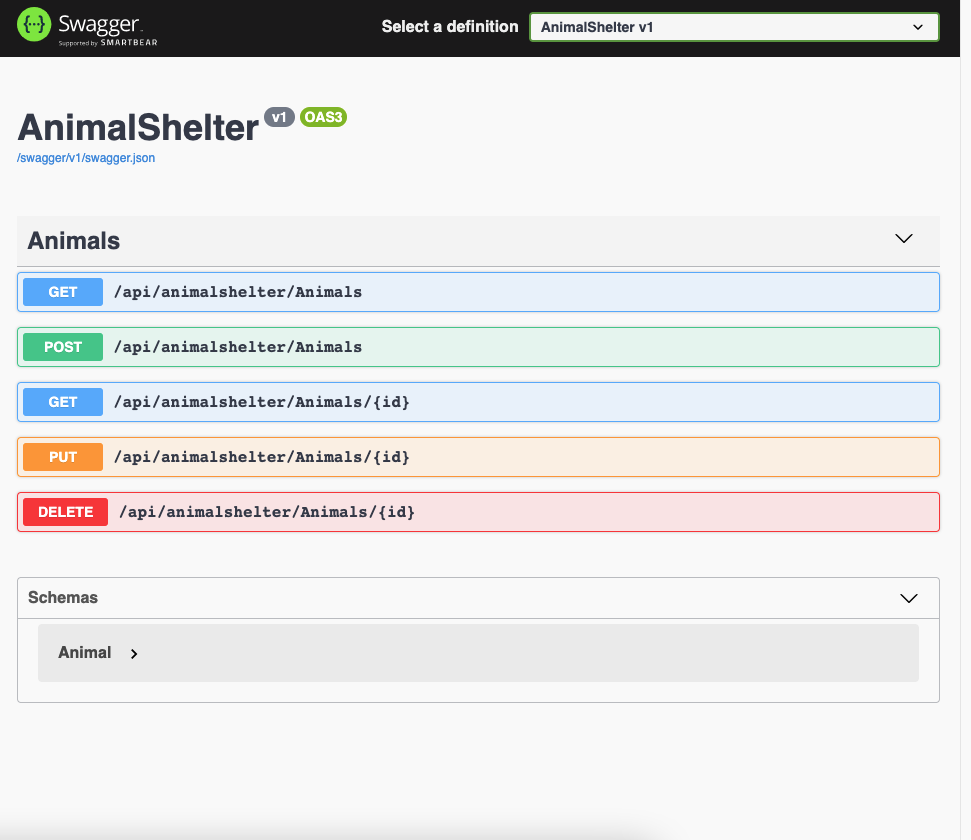 {···} Swagger.
Supported by SMARTBEAR
Select a definition
AnimalShelter v1
AnimalShelter v1 OAS3
/swagger/v1/swagger.json
Animals
GET /api/animalshelter/Animals
POST /api/animalshelter/Animals
GET /api/animalshelter/Animals/{id}
PUT /api/animalshelter/Animals/{id}
DELETE /api/animalshelter/Animals/{id}
Schemas
Animal